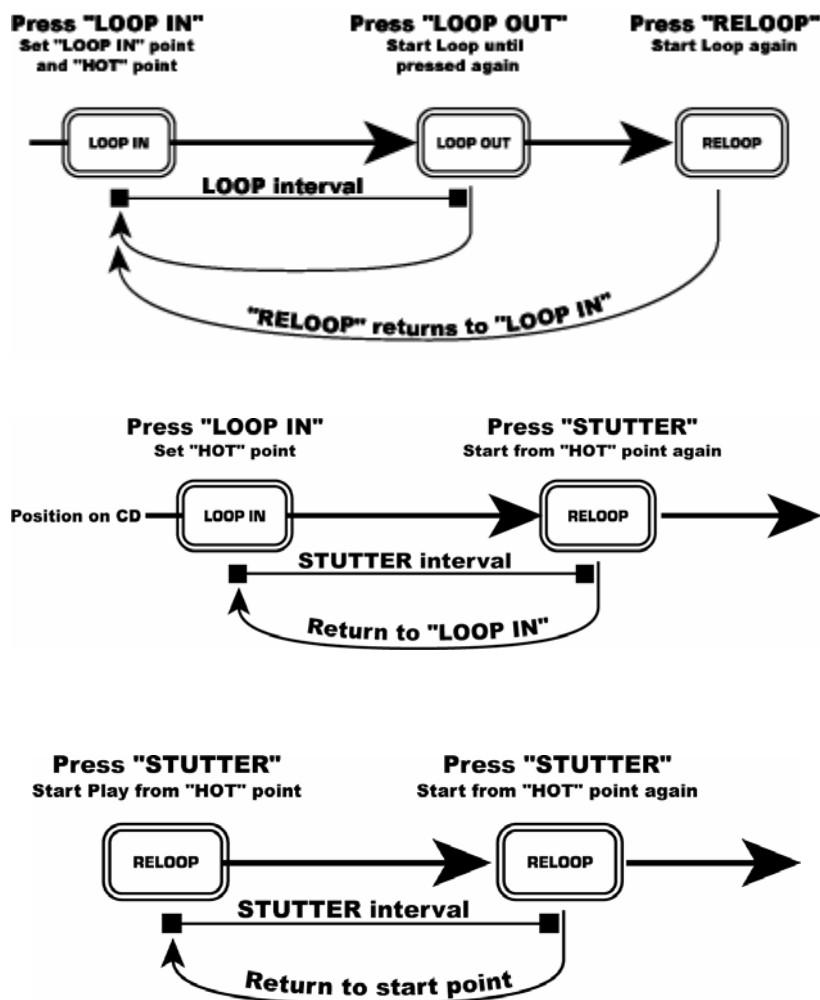 Press "LOOP IN"
Set "LOOP IN" point
and "HOT" point
Press "LOOP OUT"
Start Loop until
pressed again
Press "RELOOP"
Start Loop again
LOOP IN
LOOP OUT
RELOOP
LOOP interval
"RELOOP" returns to "LOOP IN"
Press "LOOP IN"
Set "HOT" point
Press "STUTTER"
Start from "HOT" point again
Position on CD
LOOP IN
RELOOP
STUTTER interval
Return to "LOOP IN"
Press "STUTTER"
Start Play from "HOT" point
Press "STUTTER"
Start from "HOT" point again
RELOOP
RELOOP
STUTTER interval
Return to start point